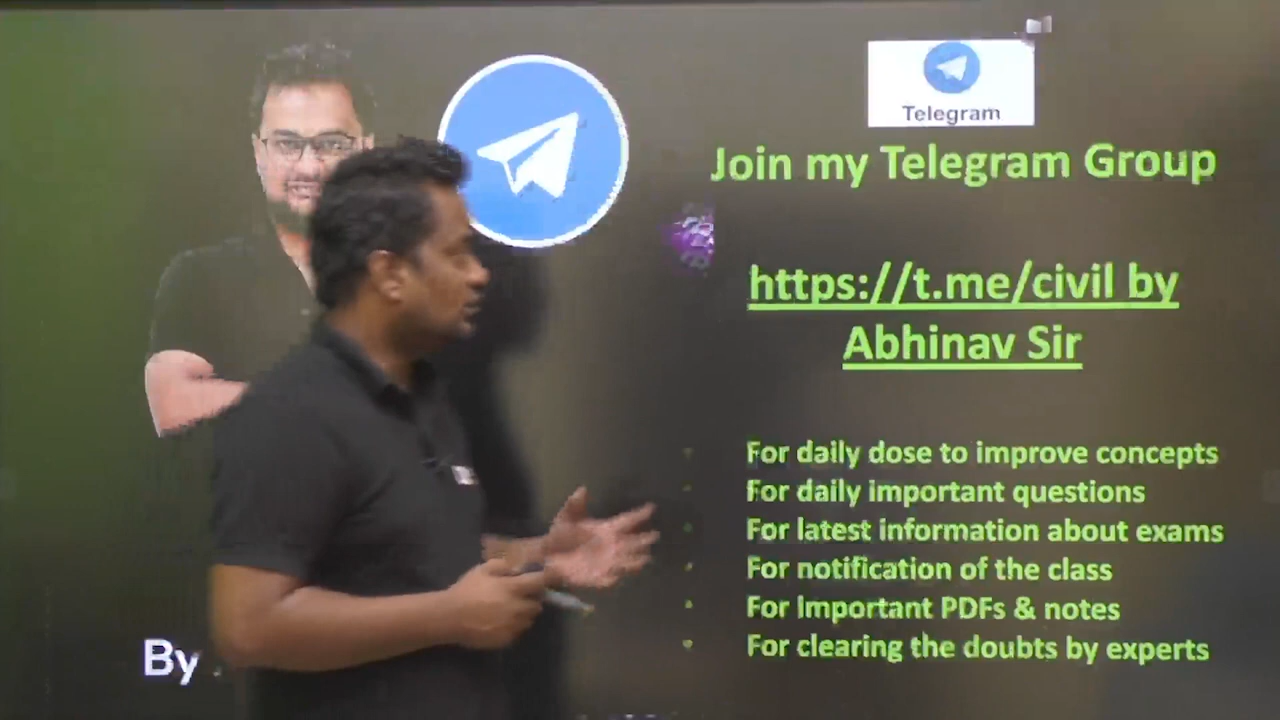 Telegram
Join my Telegram Group
https://t.me/civil by
Abhinav Sir
For daily dose to improve concepts
For daily important questions
For latest information about exams
For notification of the class
For Important PDFs & notes
For clearing the doubts by experts
By